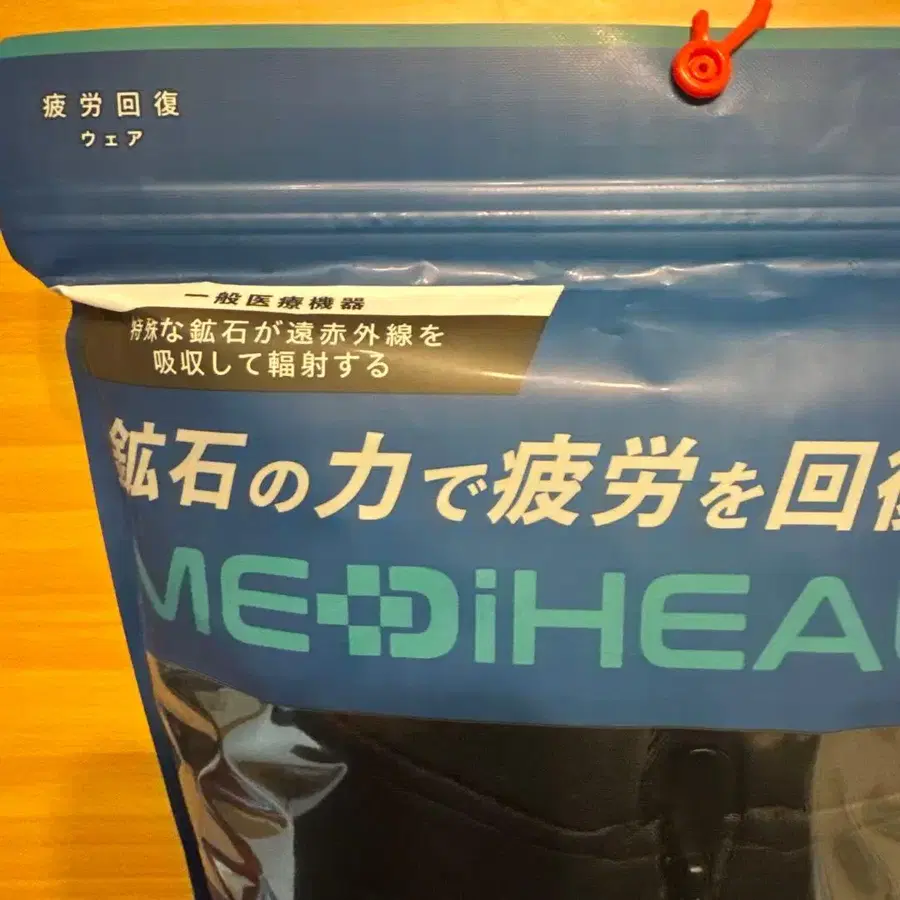 疲労回復
ウェア
一般医療機器
特殊な鉱石が遠赤外線を
吸収して輻射する
鉱石の力で疲労を回復
MEDiHEA